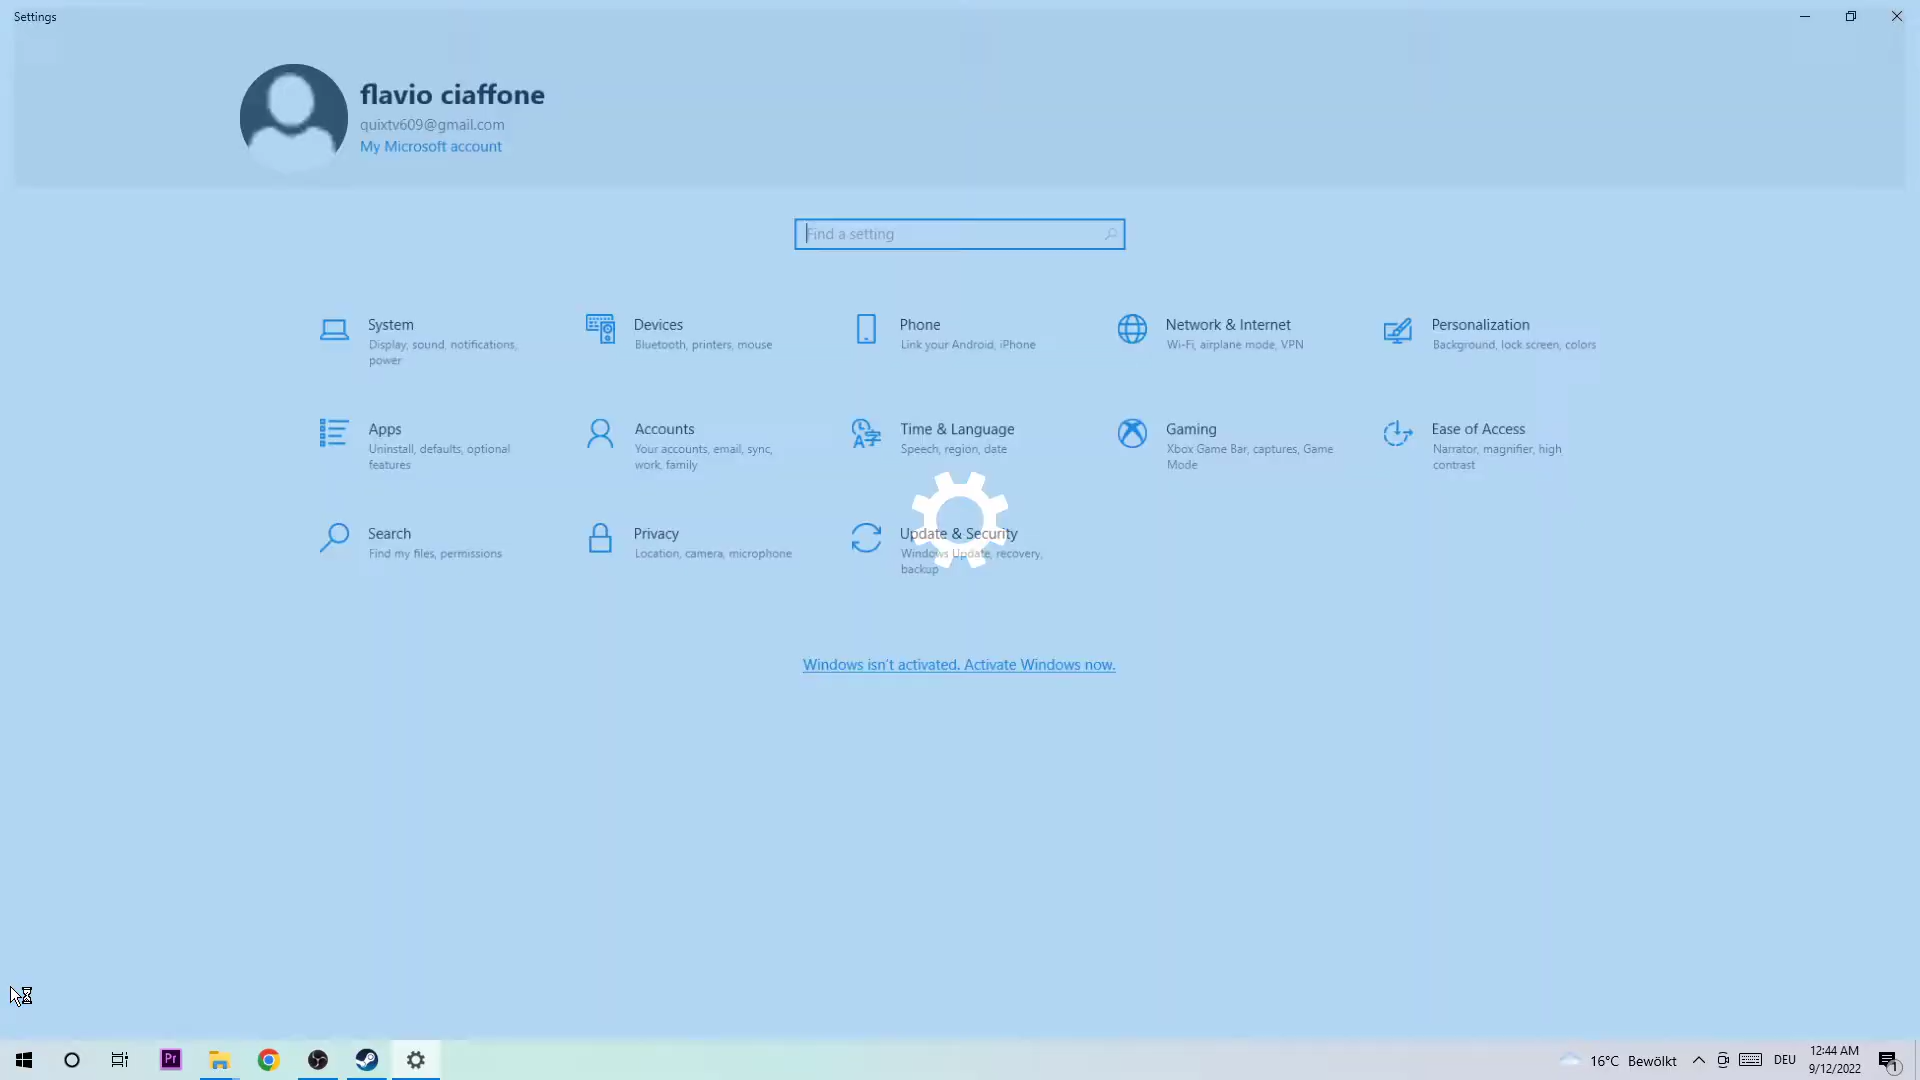 Settings
flavio ciaffone
quixtv609@gmail.com
My Microsoft account
Find a setting
System
Display, sound, notifications,
power
Devices
Bluetooth, printers, mouse
Phone
Link your Android, iPhone
Network & Internet
Wi-Fi, airplane mode, VPN
Personalization
Background, lock screen, colors
Apps
Uninstall, defaults, optional
features
Accounts
Your accounts, email, sync,
work, family
Time & Language
Speech, region, date
Gaming
Xbox Game Bar, captures, Game
Mode
Ease of Access
Narrator, magnifier, high
contrast
Search
Find my files, permissions
Privacy
Location, camera, microphone
Update & Security
Windows Update, recovery,
backup
Windows isn't activated. Activate Windows now.
Pr
16°C Bewölkt
DEU
12:44 AM
9/12/2022
1